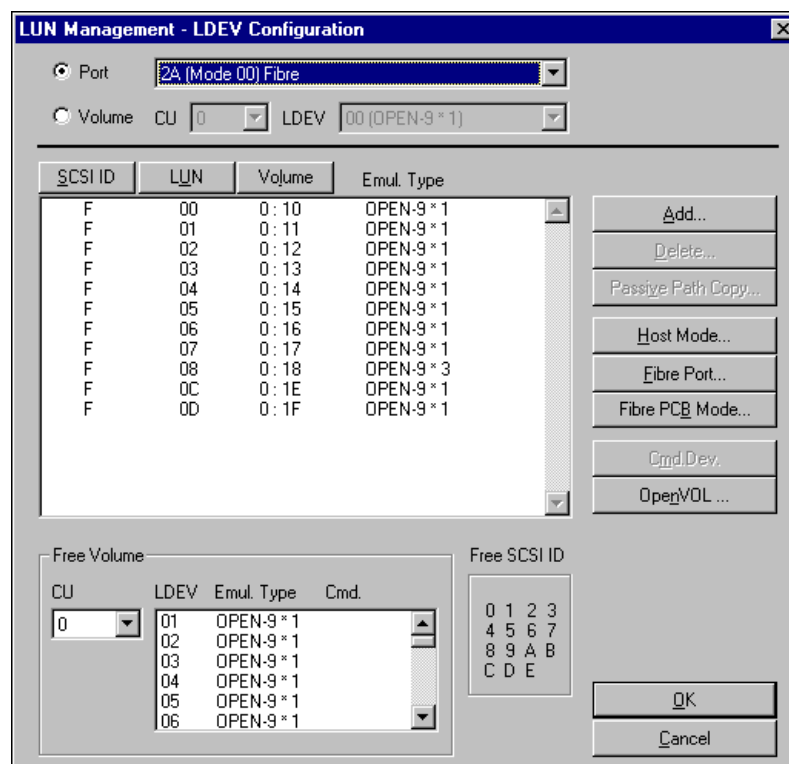 LUN Management - LDEV Configuration
Port 2A (Mode 00) Fibre
Volume CU 0 LDEV 00 (OPEN-9 * 1)
SCSI ID LUN Volume Emul. Type
F 00 0 : 10 OPEN-9 * 1
F 01 0 : 11 OPEN-9 * 1
F 02 0 : 12 OPEN-9 * 1
F 03 0 : 13 OPEN-9 * 1
F 04 0 : 14 OPEN-9 * 1
F 05 0 : 15 OPEN-9 * 1
F 06 0 : 16 OPEN-9 * 1
F 07 0 : 17 OPEN-9 * 1
F 08 0 : 18 OPEN-9 * 3
F 0C 0 : 1E OPEN-9 * 1
F 0D 0 : 1F OPEN-9 * 1
Add...
Delete...
Passive Path Copy...
Host Mode...
Fibre Port...
Fibre PCB Mode...
Cmd.Dev.
OpenVOL ...
Free Volume
CU LDEV Emul. Type Cmd.
0
01 OPEN-9 * 1
02 OPEN-9 * 1
03 OPEN-9 * 1
04 OPEN-9 * 1
05 OPEN-9 * 1
06 OPEN-9 * 1
Free SCSI ID
0 1 2 3
4 5 6 7
8 9 A B
C D E
OK
Cancel